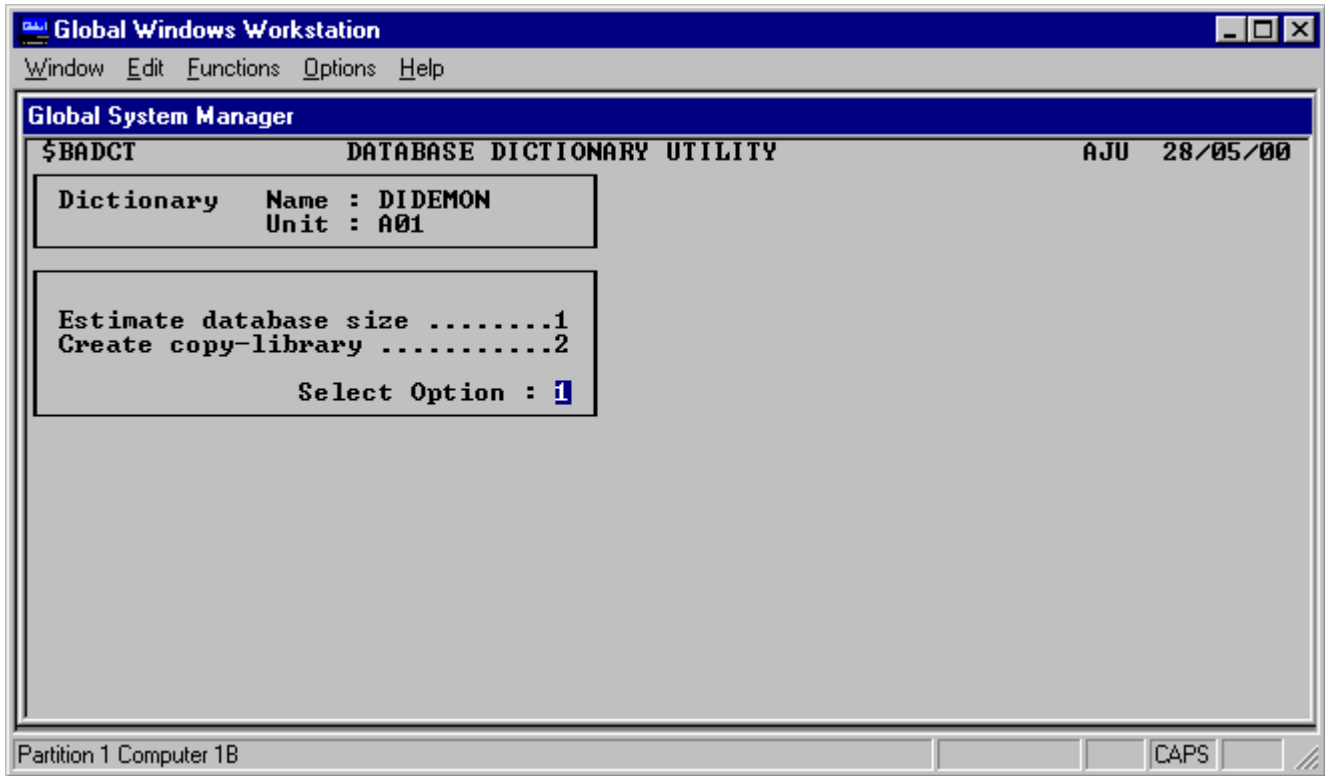 Global Windows Workstation
Window Edit Functions Options Help
Global System Manager
$BADCT DATABASE DICTIONARY UTILITY AJU 28/05/00
Dictionary Name : DIDEMON
Unit : A01
Estimate database size ........1
Create copy-library ...........2
Select Option : 1
Partition 1 Computer 1B CAPS